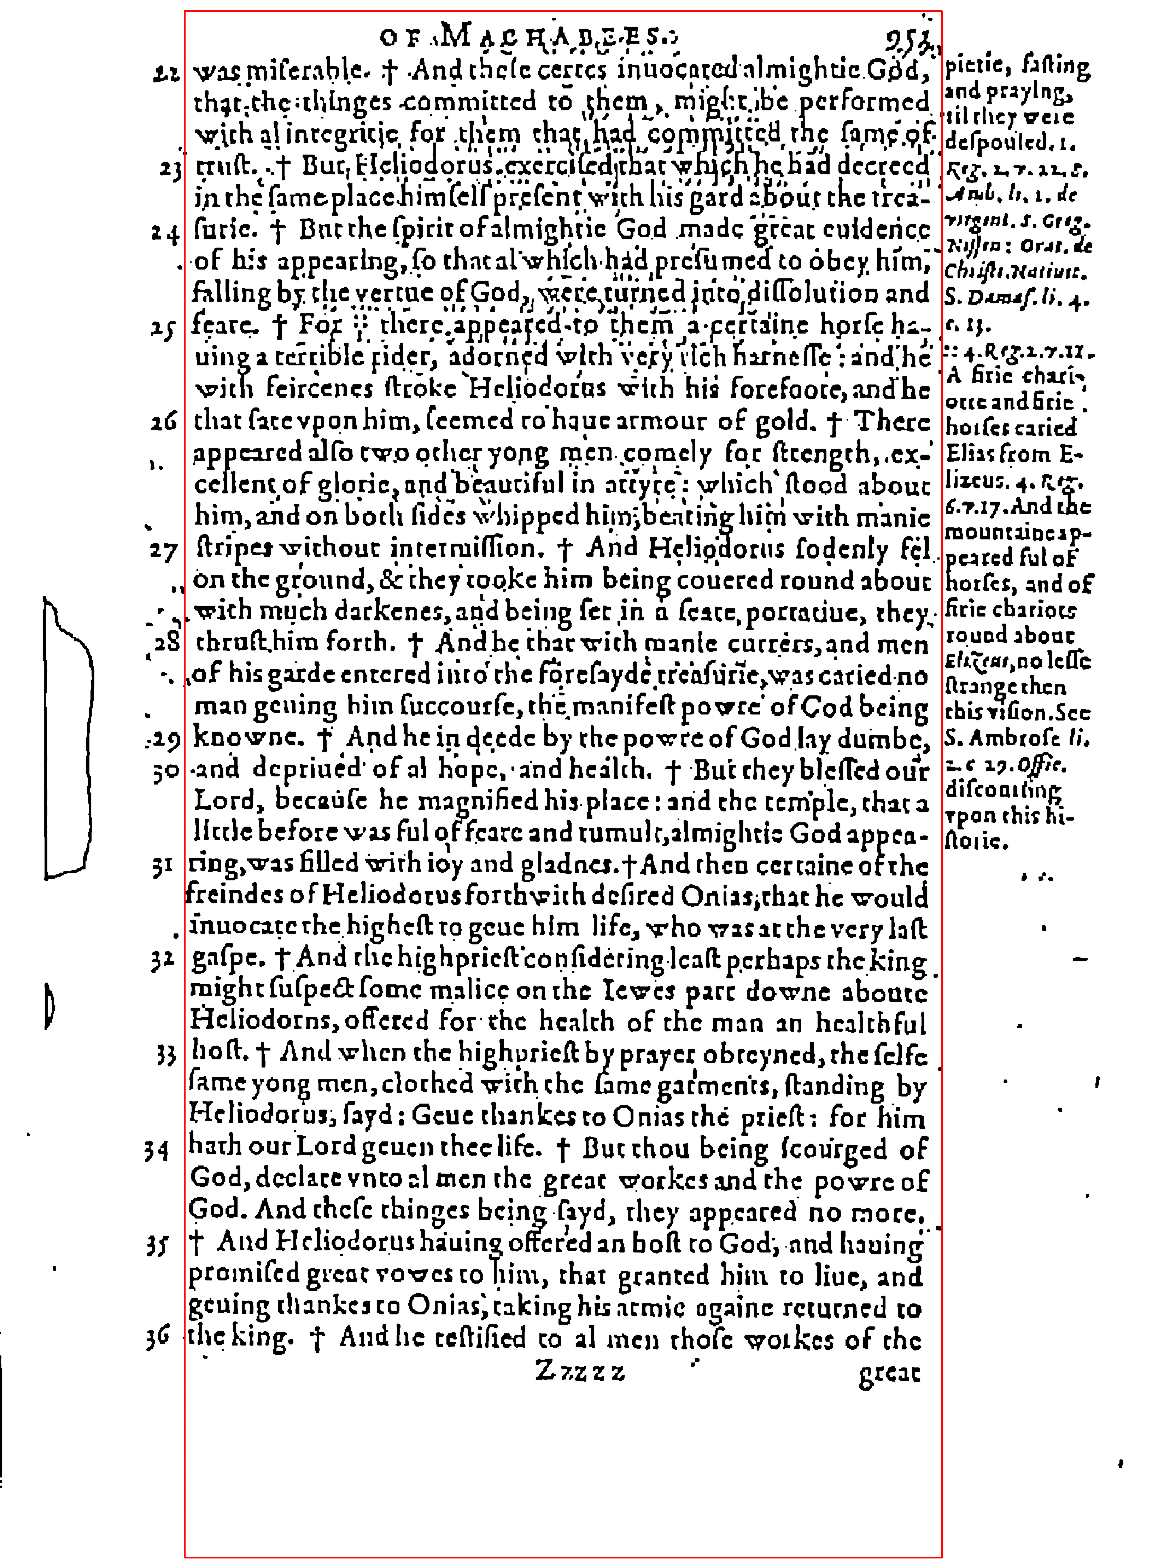 OF MACHABEES. 953
22 was miserable. † And these certes inuocated almightie God,
that the thinges committed to them, might be performed
with al integritie for them that had committed the same of
23 trust. † But Heliodorus exercised that which he had decreed
in the same place himself present with his gard about the trea-
24 surie. † But the spirit of almightie God made great euidence
of his appearing, so that al which had presumed to obey him,
falling by the vertue of God, were turned into dissolution and
25 feare. † For :: there appeared to them a certaine horse ha-
uing a terrible rider, adorned with very rich harnesse: and he
with feircenes stroke Heliodorus with his forefoote, and he
26 that sate vpon him, seemed to haue armour of gold. † There
appeared also two other yong men comely for strength, ex-
cellent of glorie, and beautiful in attyre: which stood about
him, and on both sides whipped him, beating him with manie
27 stripes without intermission. † And Heliodorus sodenly fel
on the ground, & they tooke him being couered round about
with much darkenes, and being set in a seate portatiue, they
28 thrust him forth. † And he that with manie currers, and men
of his garde entered into the foresayde treasurie, was caried no
man geuing him succourse, the manifest powre of God being
29 knowne. † And he in deede by the powre of God lay dumbe,
30 and depriued of al hope, and health. † But they blessed our
Lord, because he magnified his place: and the temple, that a
little before was ful of feare and tumult, almightie God appea-
31 ring, was filled with ioy and gladnes. † And then certaine of the
freindes of Heliodorus forthwith desired Onias, that he would
inuocate the highest to geue him life, who was at the very last
32 gaspe. † And the highpriest considering least perhaps the king
might suspect some malice on the Iewes part downe aboute
Heliodorns, offered for the health of the man an healthful
33 host. † And when the highpriest by prayer obteyned, the selfe
same yong men, clothed with the same garments, standing by
Heliodorus, sayd: Geue thankes to Onias the priest: for him
34 hath our Lord geuen thee life. † But thou being scourged of
God, declare vnto al men the great workes and the powre of
God. And these thinges being sayd, they appeared no more.
35 † And Heliodorus hauing offered an host to God, and hauing
promised great vowes to him, that granted him to liue, and
geuing thankes to Onias, taking his armie againe returned to
36 the king. † And he testified to al men those workes of the
Zzzzz great
pietie, fasting
and praying,
til they were
despouled. 1.
Reg. 2. v. 22. S.
Amb. li. 1. de
virgini. S. Greg.
Nissen: Orat. de
Christi Natiuit.
S. Damas. li. 4.
c. 15.
:: 4. Reg. 2. v. 11.
A firie chari-
otte and firie
horses caried
Elias from E-
lizeus. 4. Reg.
6. v. 17. And the
mountaine ap-
peared ful of
horses, and of
firie chariots
round about
Elizeus, no lesse
strange then
this vision. See
S. Ambrose li.
2. c 29. Offic.
discoursing
vpon this hi-
storie.